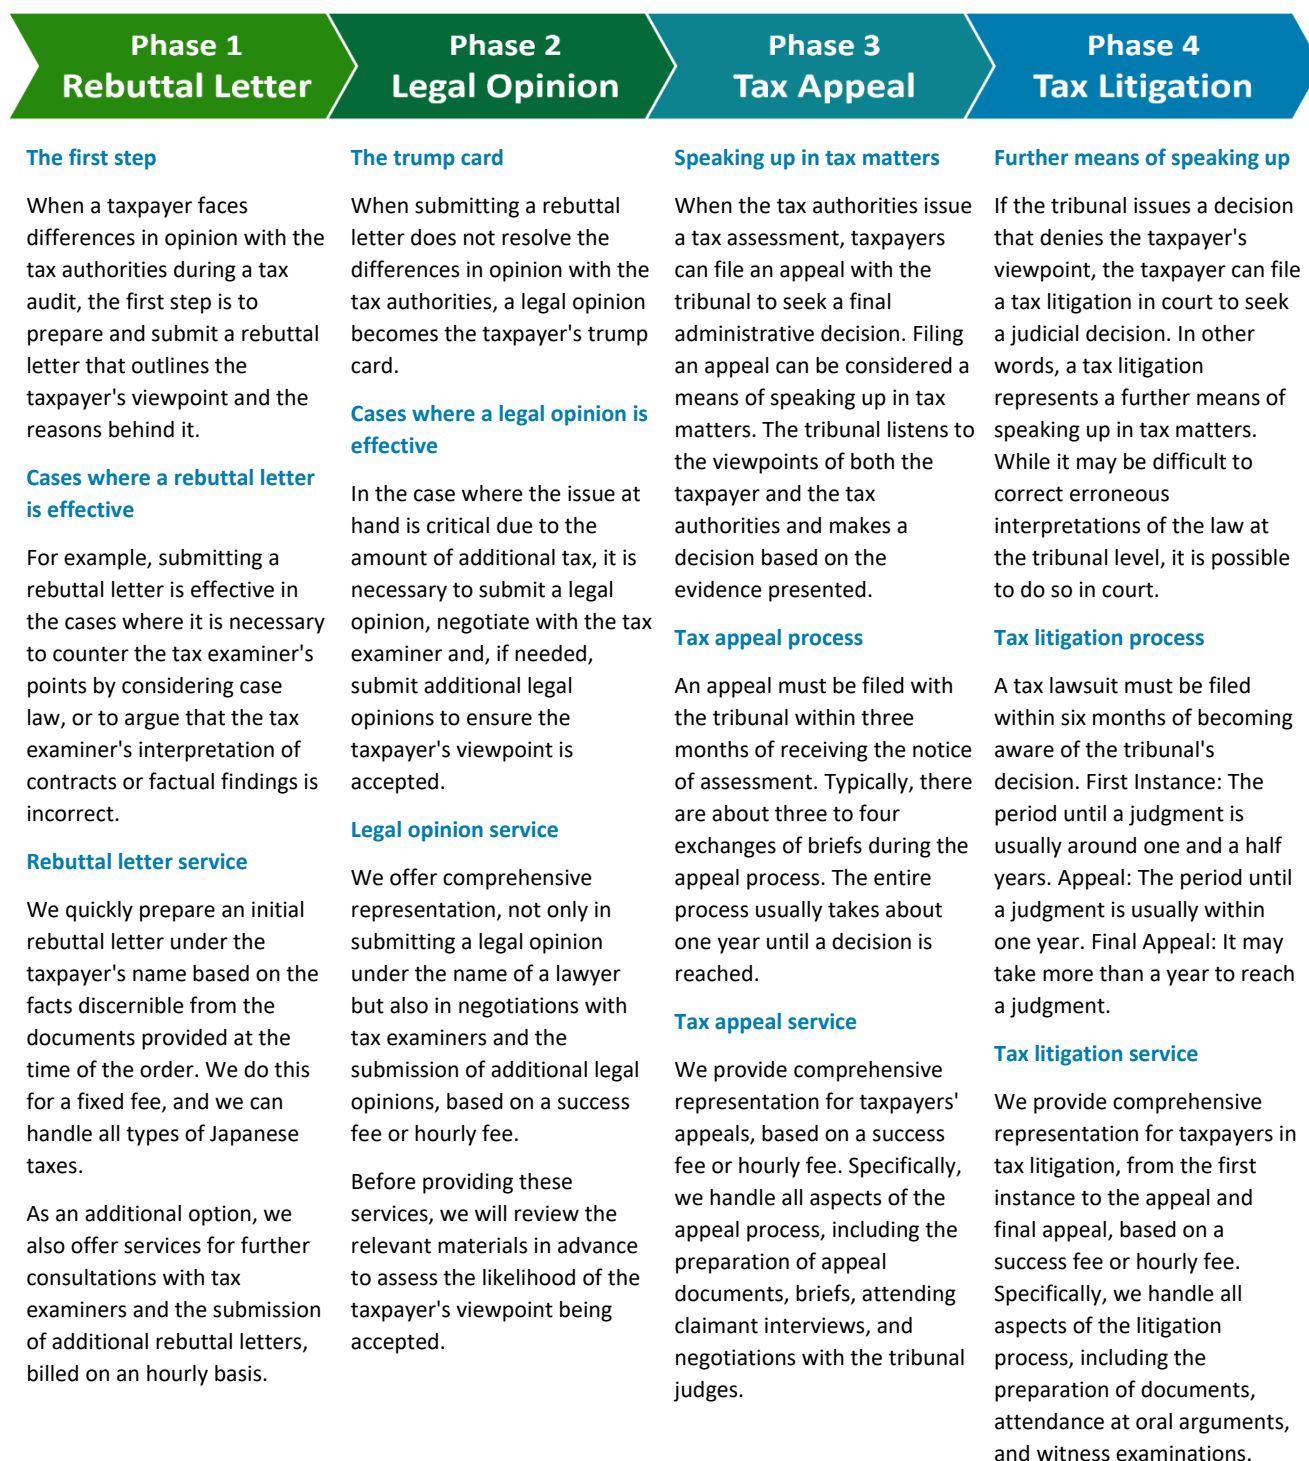 Phase 1
Rebuttal Letter
Phase 2
Legal Opinion
Phase 3
Tax Appeal
Phase 4
Tax Litigation
The first step
When a taxpayer faces
differences in opinion with the
tax authorities during a tax
audit, the first step is to
prepare and submit a rebuttal
letter that outlines the
taxpayer's viewpoint and the
reasons behind it.
Cases where a rebuttal letter
is effective
For example, submitting a
rebuttal letter is effective in
the cases where it is necessary
to counter the tax examiner's
points by considering case
law, or to argue that the tax
examiner's interpretation of
contracts or factual findings is
incorrect.
Rebuttal letter service
We quickly prepare an initial
rebuttal letter under the
taxpayer's name based on the
facts discernible from the
documents provided at the
time of the order. We do this
for a fixed fee, and we can
handle all types of Japanese
taxes.
As an additional option, we
also offer services for further
consultations with tax
examiners and the submission
of additional rebuttal letters,
billed on an hourly basis.
The trump card
When submitting a rebuttal
letter does not resolve the
differences in opinion with the
tax authorities, a legal opinion
becomes the taxpayer's trump
card.
Cases where a legal opinion is
effective
In the case where the issue at
hand is critical due to the
amount of additional tax, it is
necessary to submit a legal
opinion, negotiate with the tax
examiner and, if needed,
submit additional legal
opinions to ensure the
taxpayer's viewpoint is
accepted.
Legal opinion service
We offer comprehensive
representation, not only in
submitting a legal opinion
under the name of a lawyer
but also in negotiations with
tax examiners and the
submission of additional legal
opinions, based on a success
fee or hourly fee.
Before providing these
services, we will review the
relevant materials in advance
to assess the likelihood of the
taxpayer's viewpoint being
accepted.
Speaking up in tax matters
When the tax authorities issue
a tax assessment, taxpayers
can file an appeal with the
tribunal to seek a final
administrative decision. Filing
an appeal can be considered a
means of speaking up in tax
matters. The tribunal listens to
the viewpoints of both the
taxpayer and the tax
authorities and makes a
decision based on the
evidence presented.
Tax appeal process
An appeal must be filed with
the tribunal within three
months of receiving the notice
of assessment. Typically, there
are about three to four
exchanges of briefs during the
appeal process. The entire
process usually takes about
one year until a decision is
reached.
Tax appeal service
We provide comprehensive
representation for taxpayers'
appeals, based on a success
fee or hourly fee. Specifically,
we handle all aspects of the
appeal process, including the
preparation of appeal
documents, briefs, attending
claimant interviews, and
negotiations with the tribunal
judges.
Further means of speaking up
If the tribunal issues a decision
that denies the taxpayer's
viewpoint, the taxpayer can file
a tax litigation in court to seek
a judicial decision. In other
words, a tax litigation
represents a further means of
speaking up in tax matters.
While it may be difficult to
correct erroneous
interpretations of the law at
the tribunal level, it is possible
to do so in court.
Tax litigation process
A tax lawsuit must be filed
within six months of becoming
aware of the tribunal's
decision. First Instance: The
period until a judgment is
usually around one and a half
years. Appeal: The period until
a judgment is usually within
one year. Final Appeal: It may
take more than a year to reach
a judgment.
Tax litigation service
We provide comprehensive
representation for taxpayers in
tax litigation, from the first
instance to the appeal and
final appeal, based on a
success fee or hourly fee.
Specifically, we handle all
aspects of the litigation
process, including the
preparation of documents,
attendance at oral arguments,
and witness examinations.